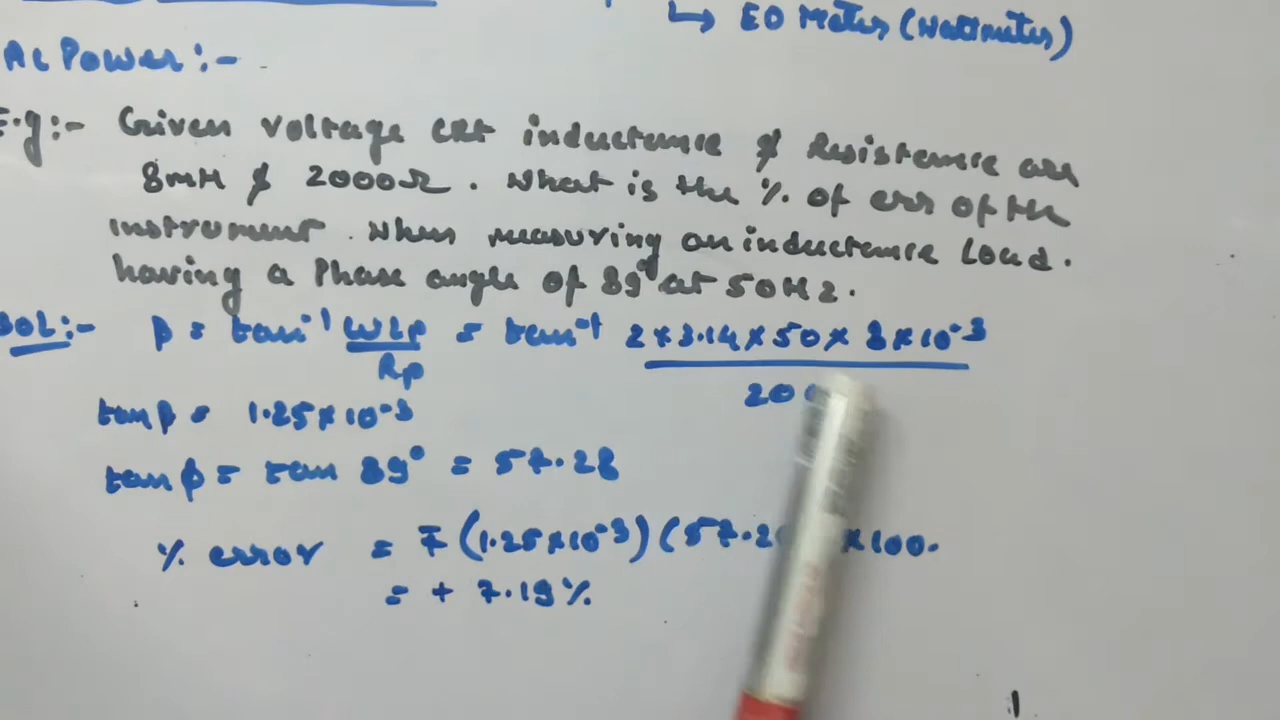 ↳ ED Meter (Wattmeter)
AC Power :-
E.g :- Given voltage CKT inductance & Resistance are
8mH & 2000Ω. What is the % of err of the
instrument. When measuring an inductance Load.
having a Phase angle of 89° at 50Hz.
SOL:- β = tan⁻¹ ωLp/Rp = tan⁻¹ 2×3.14×50×8×10⁻³
200
tan β = 1.25×10⁻³
tan ϕ = tan 89° = 57.28
% error = ∓ (1.25×10⁻³) (57.2 ×100.
= + 7.19%